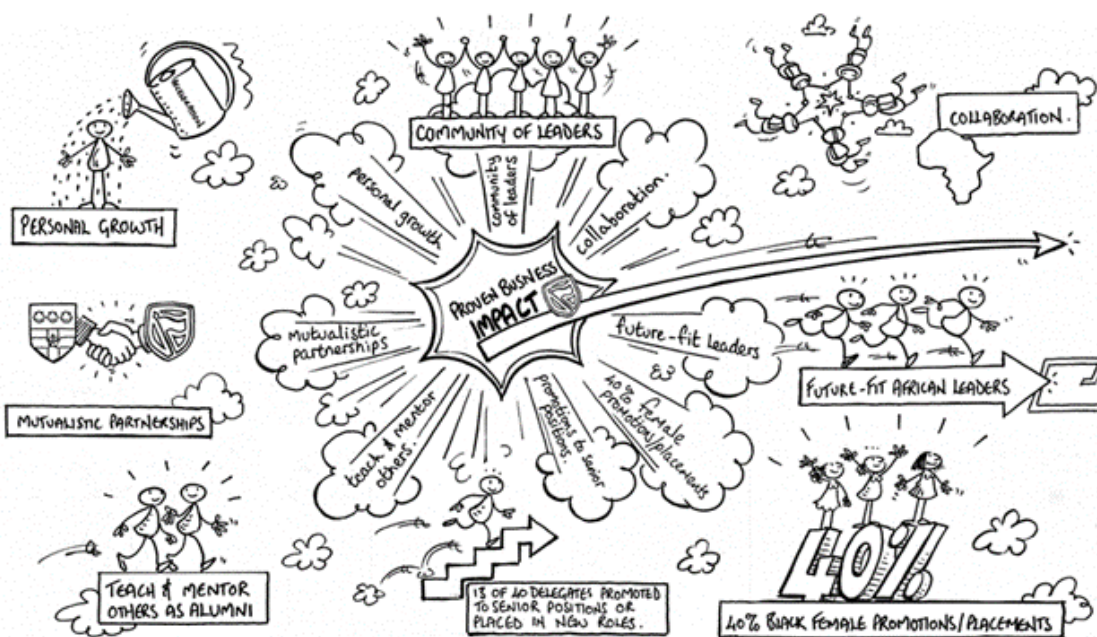 COMMUNITY OF LEADERS
COLLABORATION.
PERSONAL GROWTH
personal growth
community
of leaders
collaboration.
PROVEN BUSNESS
IMPACT
mutualistic
partnerships
future-fit leaders
teach & mentor
others.
promotions to senior
positions.
40% female
promotion/placements
MUTUALISTIC PARTNERSHIPS
FUTURE-FIT AFRICAN LEADERS
TEACH & MENTOR
OTHERS AS ALUMNI
13 OF 40 DELEGATES PROMOTED
TO SENIOR POSITIONS OR
PLACED IN NEW ROLES.
40%
40% BLACK FEMALE PROMOTIONS/PLACEMENTS